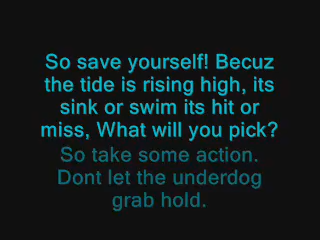 So save yourself! Becuz
the tide is rising high, its
sink or swim its hit or
miss, What will you pick?
So take some action.
Dont let the underdog
grab hold.